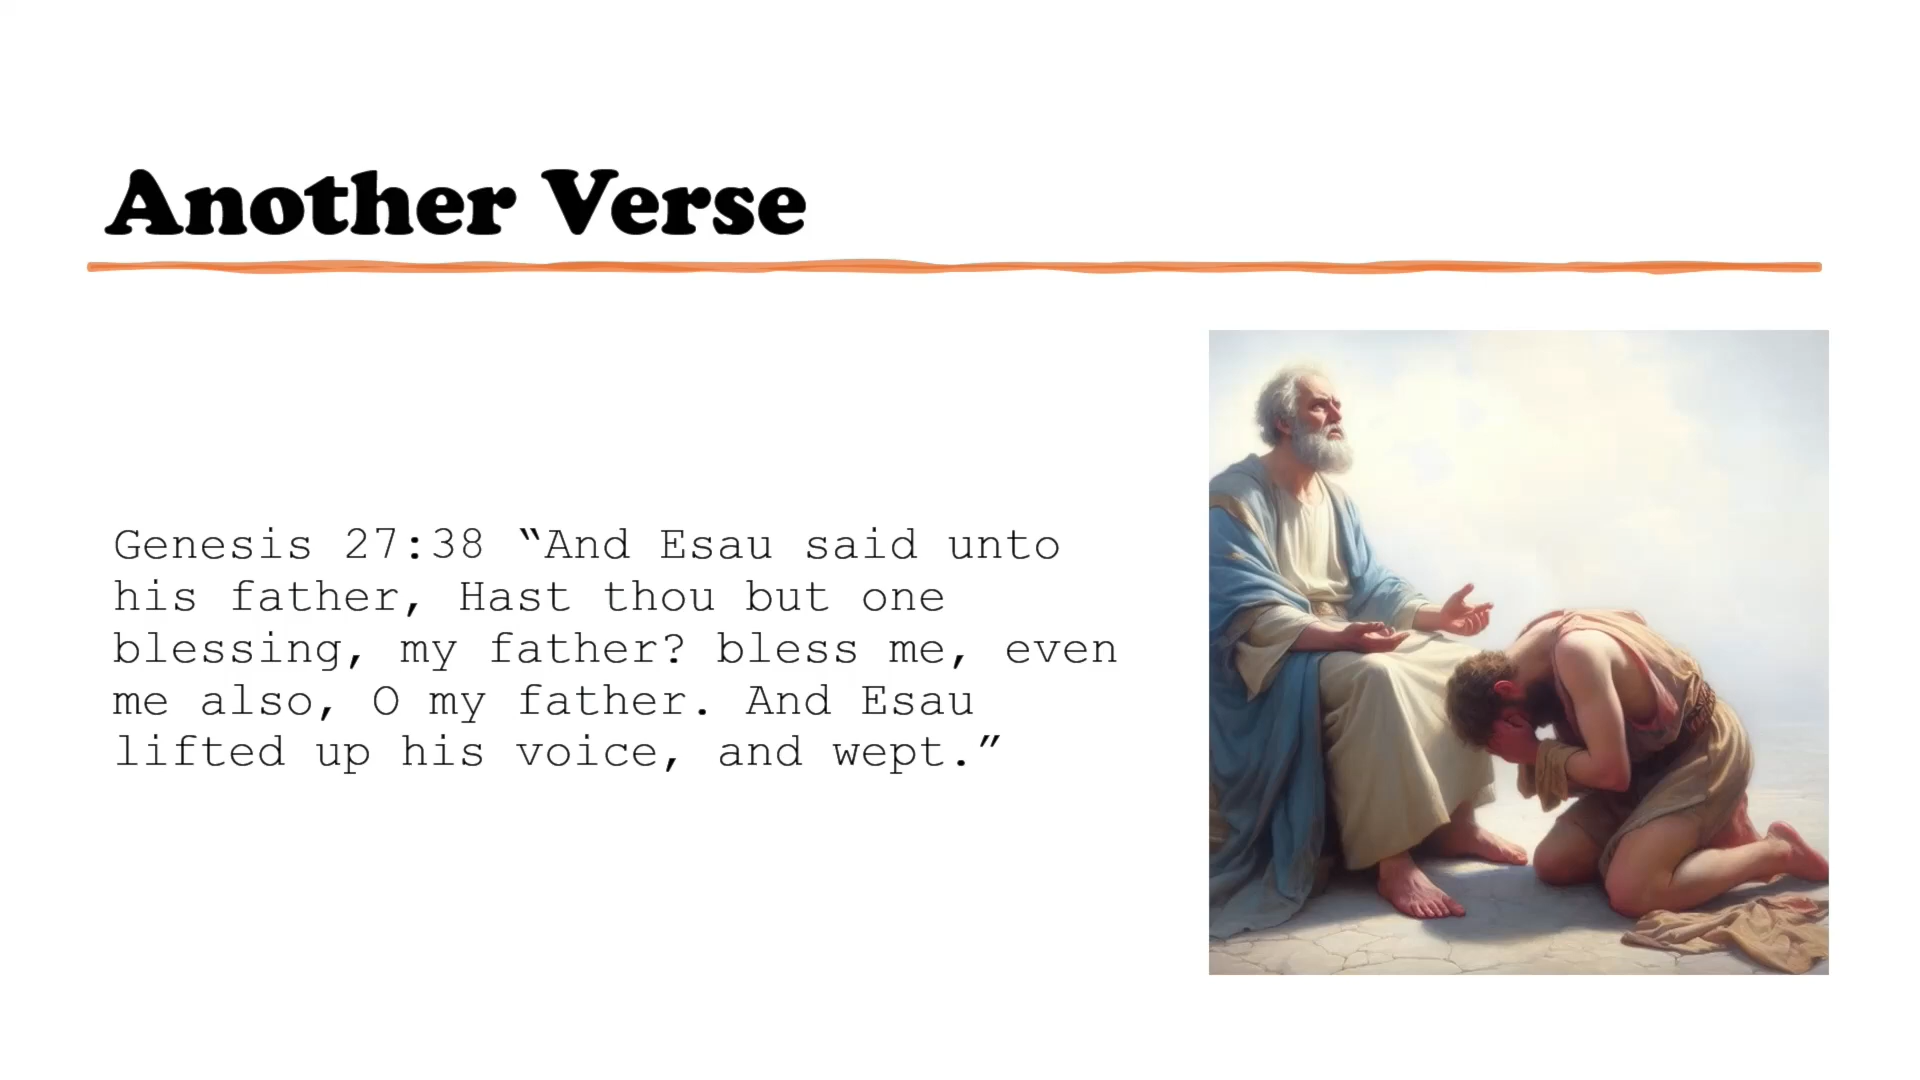 Another Verse
Genesis 27:38 “And Esau said unto
his father, Hast thou but one
blessing, my father? bless me, even
me also, O my father. And Esau
lifted up his voice, and wept.”